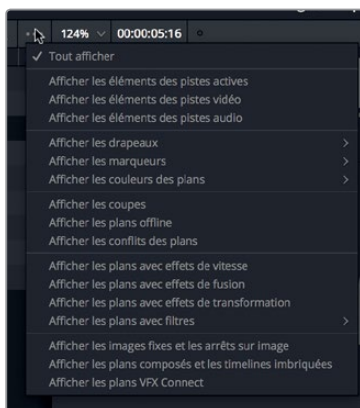 124% 00:00:05:16
Tout afficher
Afficher les éléments des pistes actives
Afficher les éléments des pistes vidéo
Afficher les éléments des pistes audio
Afficher les drapeaux
Afficher les marqueurs
Afficher les couleurs des plans
Afficher les coupes
Afficher les plans offline
Afficher les conflits des plans
Afficher les plans avec effets de vitesse
Afficher les plans avec effets de fusion
Afficher les plans avec effets de transformation
Afficher les plans avec filtres
Afficher les images fixes et les arrêts sur image
Afficher les plans composés et les timelines imbriquées
Afficher les plans VFX Connect